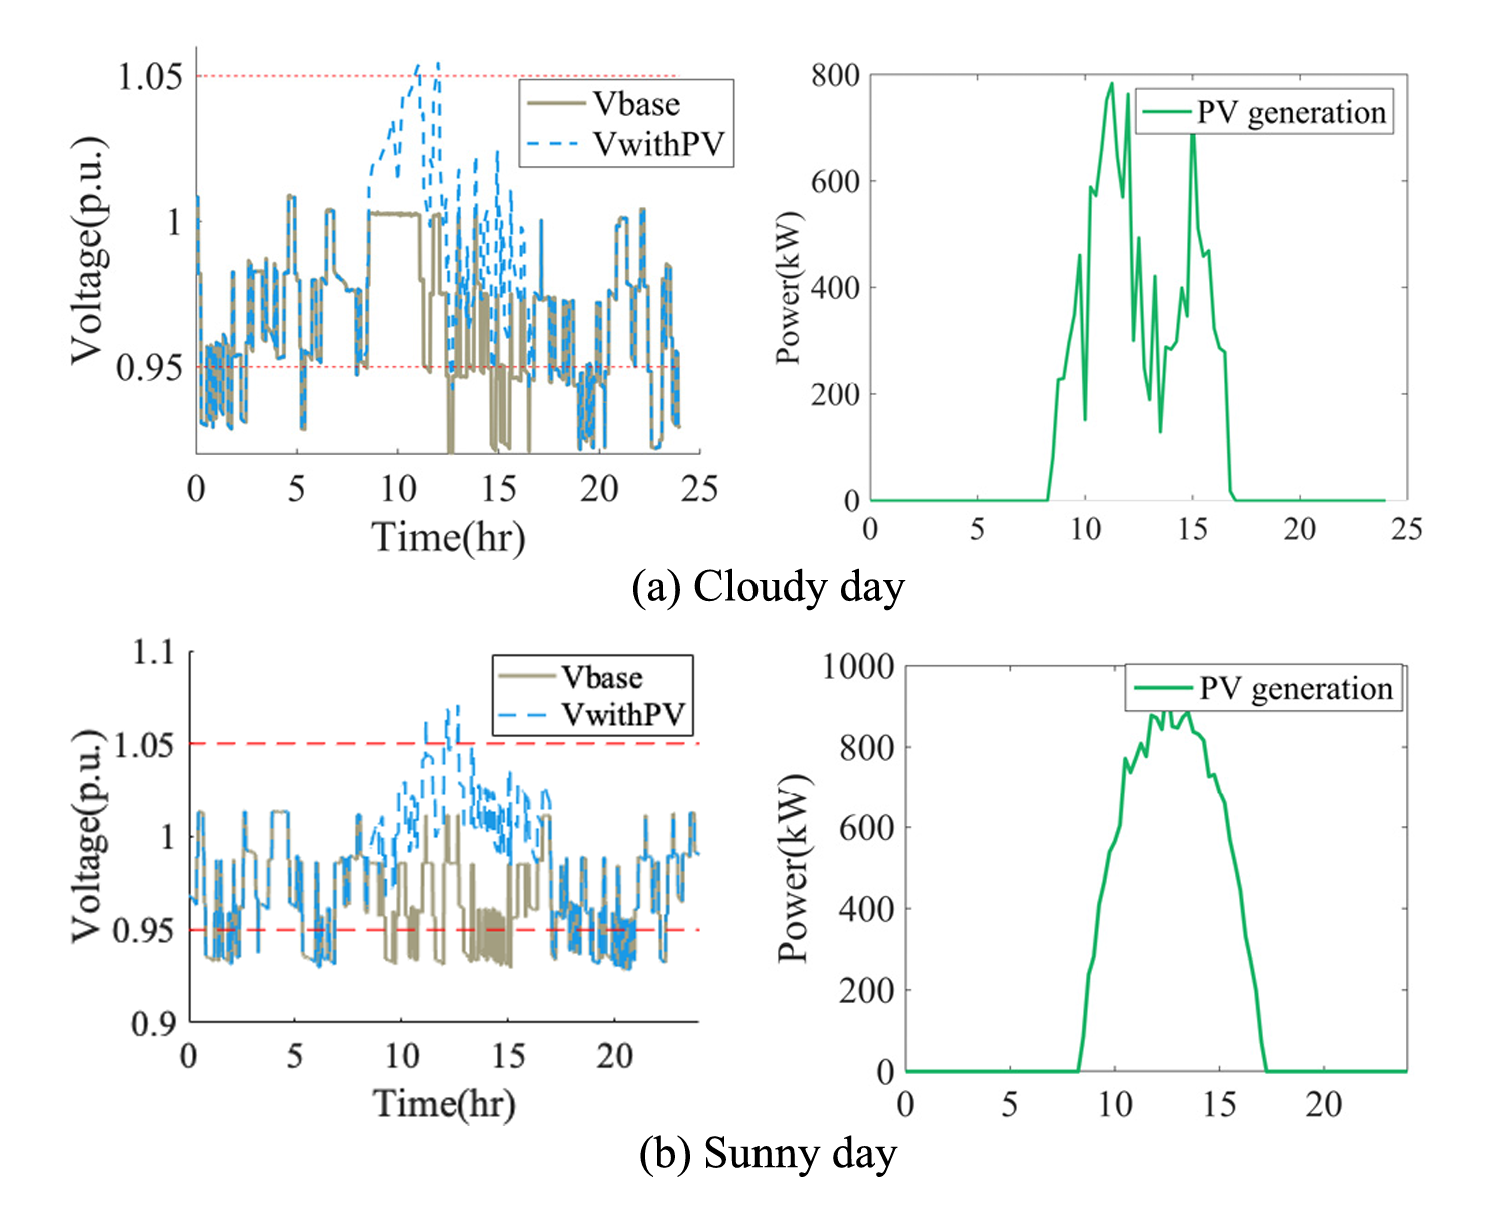 1.05
1
0.95
Voltage(p.u.)
Vbase
VwithPV
0 5 10 15 20 25
Time(hr)
800
600
400
200
0
Power(kW)
PV generation
0 5 10 15 20 25
(a) Cloudy day
1.1
1.05
1
0.95
0.9
Voltage(p.u.)
Vbase
VwithPV
0 5 10 15 20
Time(hr)
1000
800
600
400
200
0
Power(kW)
PV generation
0 5 10 15 20
(b) Sunny day